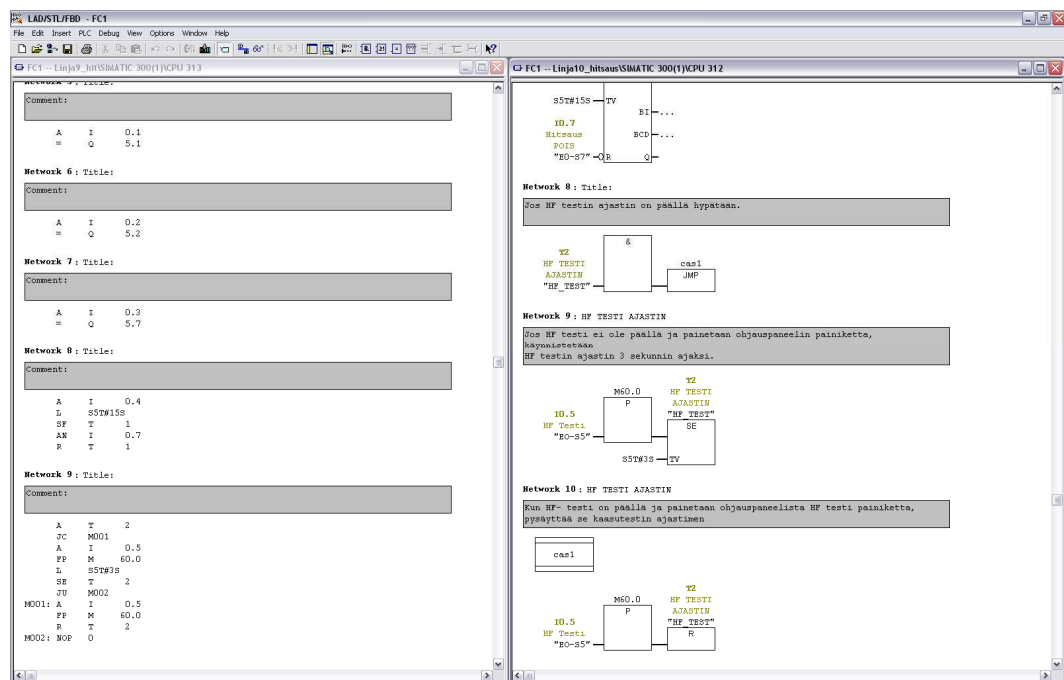 LAD/STL/FBD - FC1
File Edit Insert PLC Debug View Options Window Help
FC1 -- Linja9_hit\SIMATIC 300(1)\CPU 313
Comment:
A I 0.1
= Q 5.1
Network 6 : Title:
Comment:
A I 0.2
= Q 5.2
Network 7 : Title:
Comment:
A I 0.3
= Q 5.7
Network 8 : Title:
Comment:
A I 0.4
L S5T#15S
SF T 1
AN I 0.7
R T 1
Network 9 : Title:
Comment:
A T 2
JC M001
A I 0.5
FP M 60.0
L S5T#3S
SE T 2
JU M002
M001: A I 0.5
FP M 60.0
R T 2
M002: NOP 0
FC1 -- Linja10_hitsaus\SIMATIC 300(1)\CPU 312
S5T#15S TV
BI ...
I0.7
Hitsaus BCD ...
POIS
"EO-S7" R Q
Network 8 : Title:
Jos HF testin ajastin on päällä hypätään.
&
T2
HF TESTI cas1
AJASTIN JMP
"HF_TEST"
Network 9 : HF TESTI AJASTIN
Jos HF testi ei ole päällä ja painetaan ohjauspaneelin painiketta,
käynnistetään
HF testin ajastin 3 sekunnin ajaksi.
T2
M60.0 HF TESTI
P AJASTIN
I0.5 "HF_TEST"
HF Testi SE
"EO-S5"
S5T#3S TV
Network 10 : HF TESTI AJASTIN
Kun HF- testi on päällä ja painetaan ohjauspaneelista HF testi painiketta,
pysäyttää se kaasutestin ajastimen
cas1
T2
M60.0 HF TESTI
P AJASTIN
I0.5 "HF_TEST"
HF Testi R
"EO-S5"